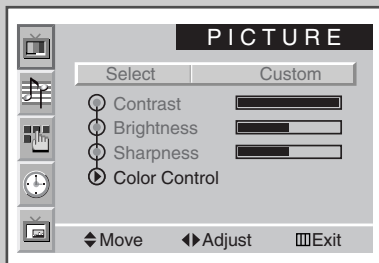 PICTURE
Select Custom
Contrast
Brightness
Sharpness
Color Control
Move Adjust Exit